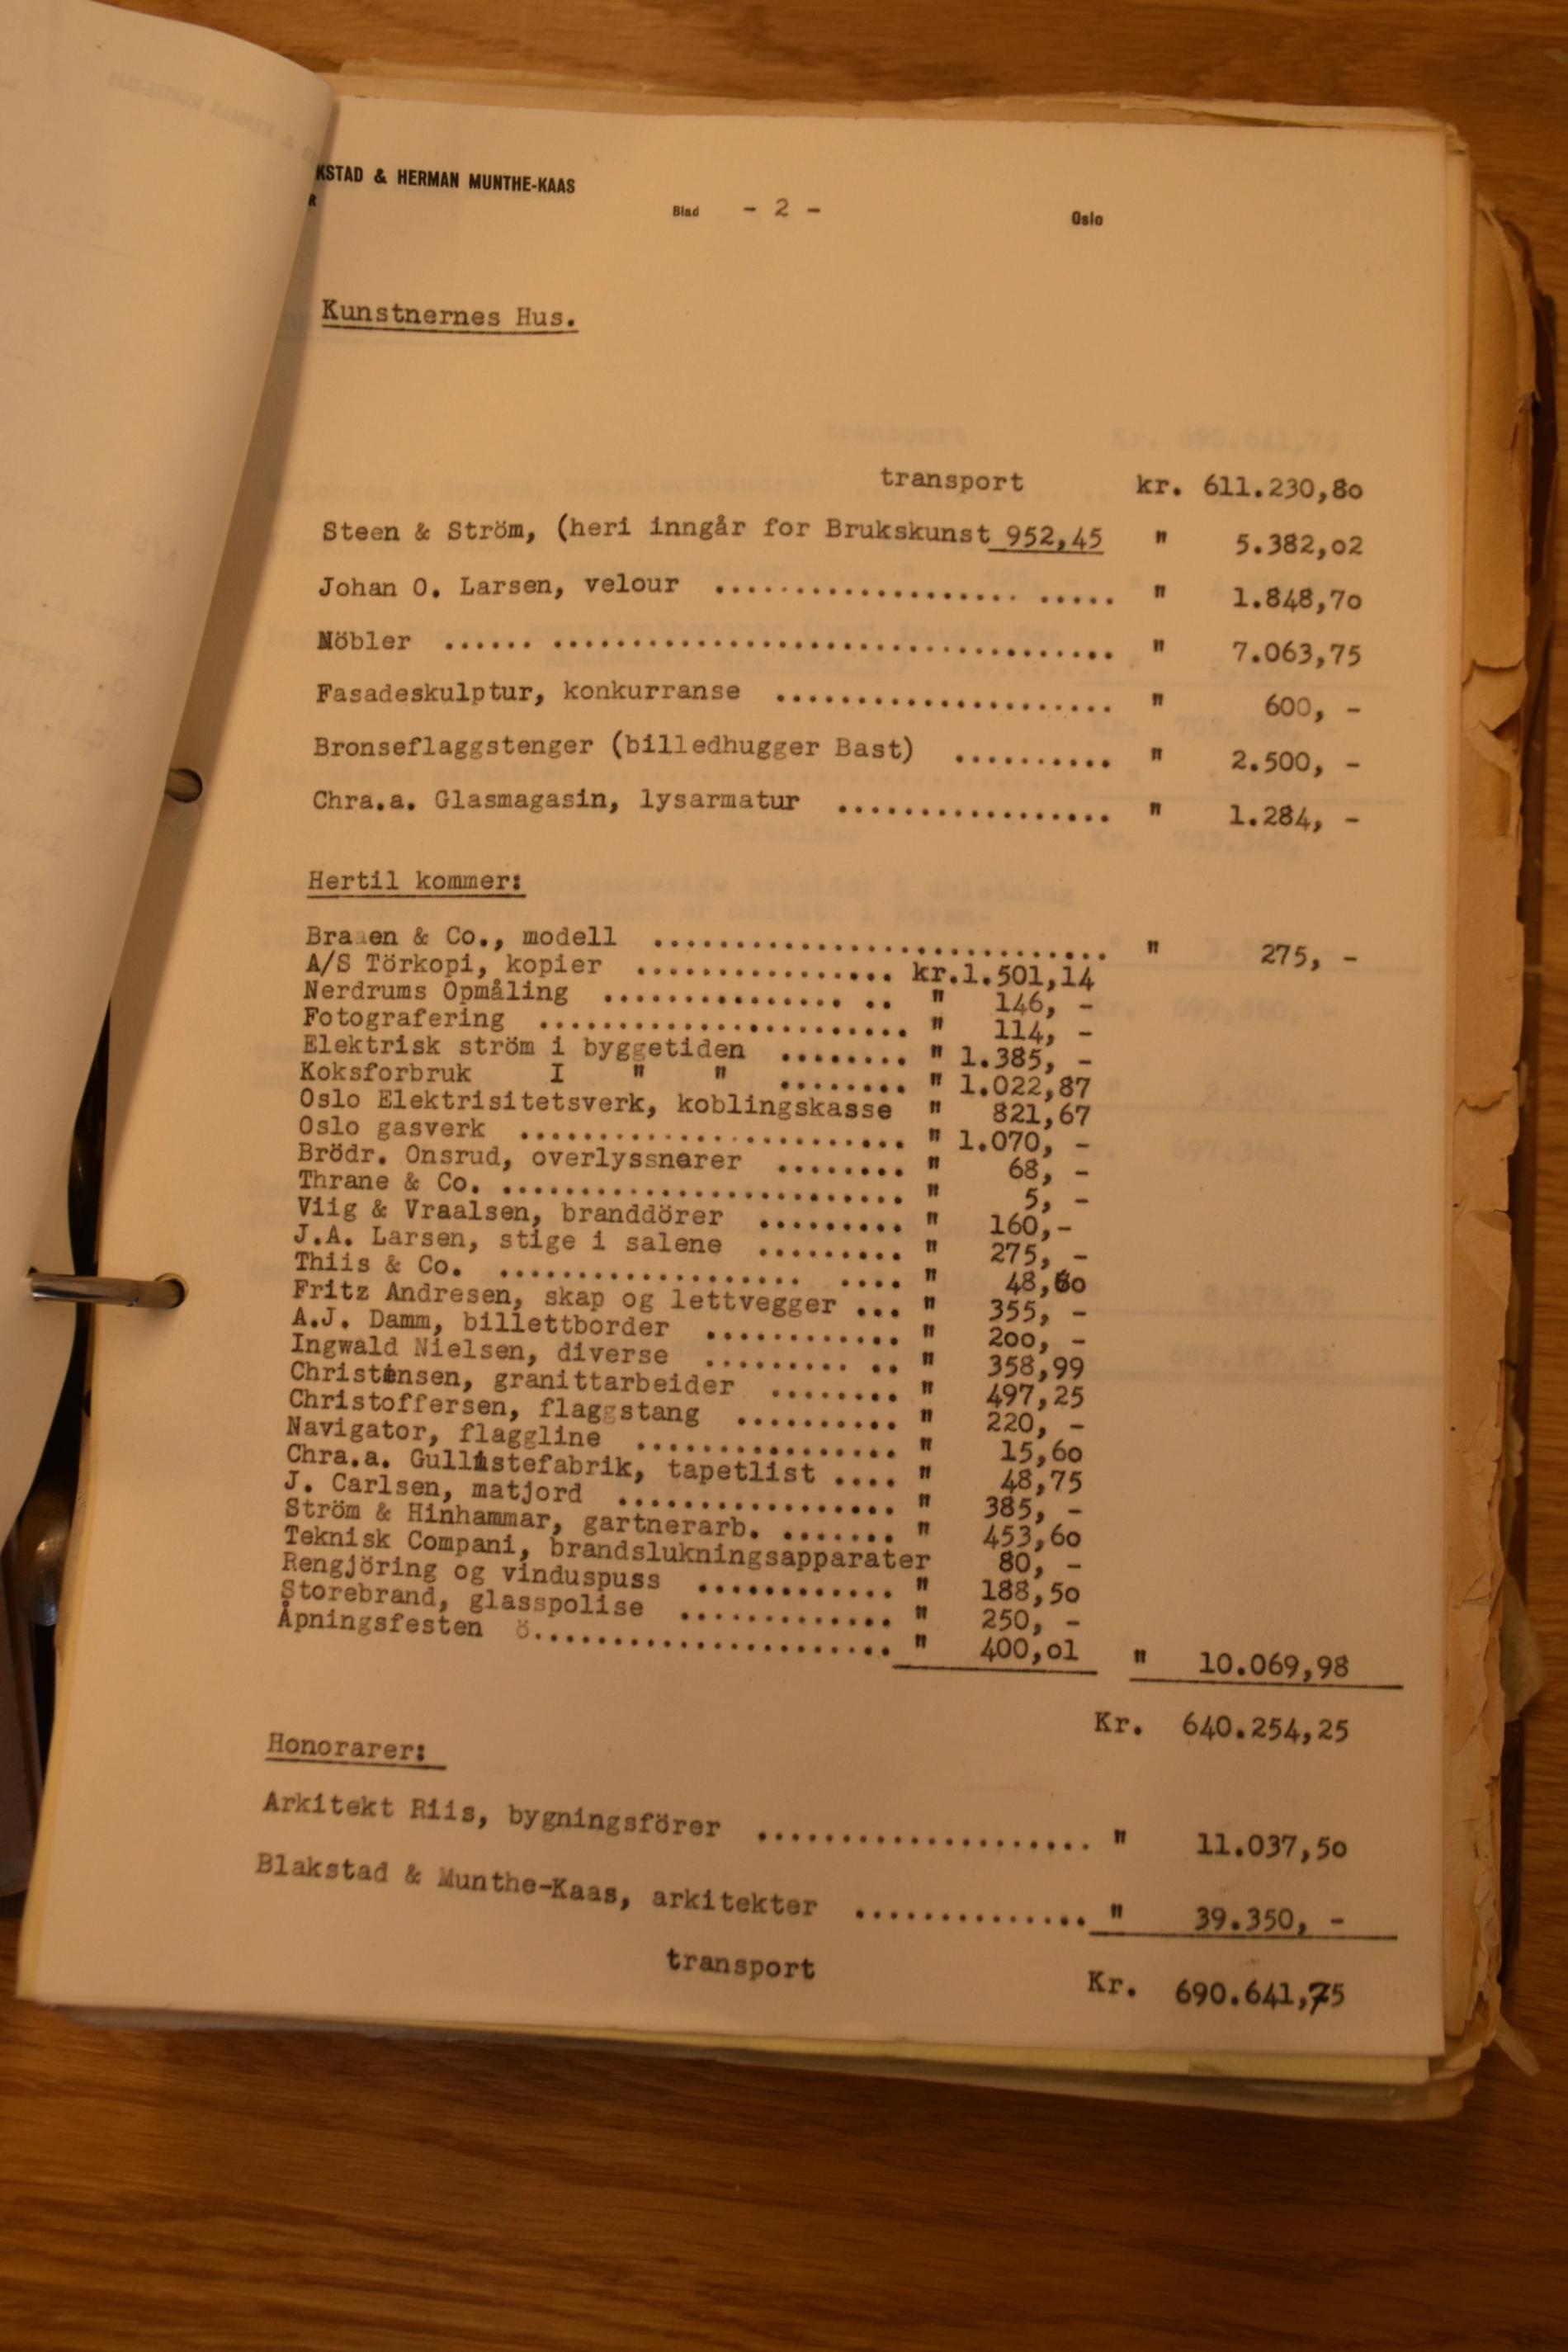 KSTAD & HERMAN MUNTHE-KAAS
R
Blad - 2 - Oslo
Kunstnernes Hus.
transport kr. 611.230,80
Steen & Ström, (heri inngår for Brukskunst 952,45 " 5.382,02
Johan O. Larsen, velour ........................ " 1.848,70
Möbler ......................................... " 7.063,75
Fasadeskulptur, konkurranse ..................... " 600, -
Bronseflaggstenger (billedhugger Bast) .......... " 2.500, -
Chra.a. Glasmagasin, lysarmatur ................. " 1.284, -
Hertil kommer:
Braaen & Co., modell ............................ " 275, -
A/S Törkopi, kopier ................ kr.1.501,14
Nerdrums Opmåling ............... .. " 146, -
Fotografering ....................... " 114, -
Elektrisk ström i byggetiden ........ " 1.385, -
Koksforbruk I " " ........ " 1.022,87
Oslo Elektrisitetsverk, koblingskasse " 821,67
Oslo gasverk ........................ " 1.070, -
Brödr. Onsrud, overlyssnorer ........ " 68, -
Thrane & Co. ......................... " 5, -
Viig & Vraalsen, branddörer ......... " 160,-
J.A. Larsen, stige i salene ......... " 275, -
Thiis & Co. ................... .... " 48,60
Fritz Andresen, skap og lettvegger ... " 355, -
A.J. Damm, billettborder ............ " 200, -
Ingwald Nielsen, diverse ......... .. " 358,99
Christensen, granittarbeider ........ " 497,25
Christoffersen, flaggstang .......... " 220, -
Navigator, flaggline ................ " 15,60
Chra.a. Gullistefabrik, tapetlist .... " 48,75
J. Carlsen, matjord ................. " 385, -
Ström & Hinhammar, gartnerarb. ....... " 453,60
Teknisk Compani, brandslukningsapparater 80, -
Rengjöring og vinduspuss ............ " 188,50
Storebrand, glasspolise ............. " 250, -
Åpningsfesten ö...................... " 400,01 " 10.069,98
Kr. 640.254,25
Honorarer:
Arkitekt Riis, bygningsförer .................... " 11.037,50
Blakstad & Munthe-Kaas, arkitekter .............. " 39.350, -
transport Kr. 690.641,75